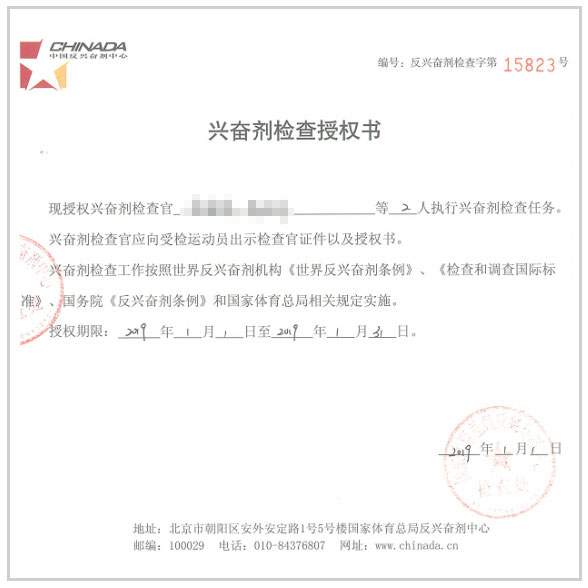 CHINADA
中国反兴奋剂中心
编号：反兴奋剂检查字第 15823 号
兴奋剂检查授权书
现授权兴奋剂检查官 等 2 人执行兴奋剂检查任务。
兴奋剂检查官应向受检运动员出示检查官证件以及授权书。
兴奋剂检查工作按照世界反兴奋剂机构《世界反兴奋剂条例》、《检查和调查国际标
准》、国务院《反兴奋剂条例》和国家体育总局相关规定实施。
授权期限：2019 年 1 月 1 日至 2019 年 1 月 31 日。
2019 年 1 月 1 日
地址：北京市朝阳区安外安定路1号5号楼国家体育总局反兴奋剂中心
邮编：100029 电话：010-84376807 网址：www.chinada.cn